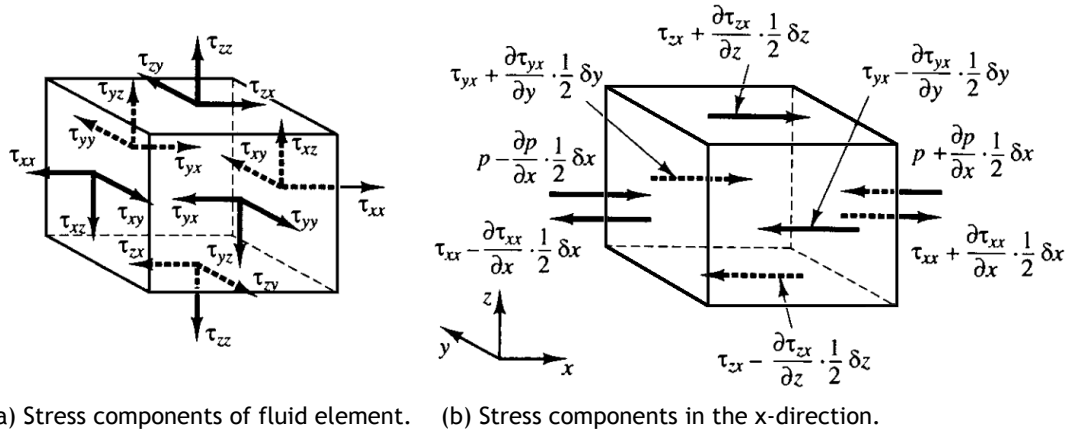 τzz
τzy
τzx
τyz
τyy
τyx
τxy
τxz
τxx
τxx
τxy
τxz
τyx
τyy
τyz
τzx
τzy
τzz
τzx + ∂τzx/∂z · 1/2 δz
τyx + ∂τyx/∂y · 1/2 δy
τyx − ∂τyx/∂y · 1/2 δy
p − ∂p/∂x · 1/2 δx
p + ∂p/∂x · 1/2 δx
τxx − ∂τxx/∂x · 1/2 δx
τxx + ∂τxx/∂x · 1/2 δx
τzx − ∂τzx/∂z · 1/2 δz
z
y
x
a) Stress components of fluid element. (b) Stress components in the x-direction.